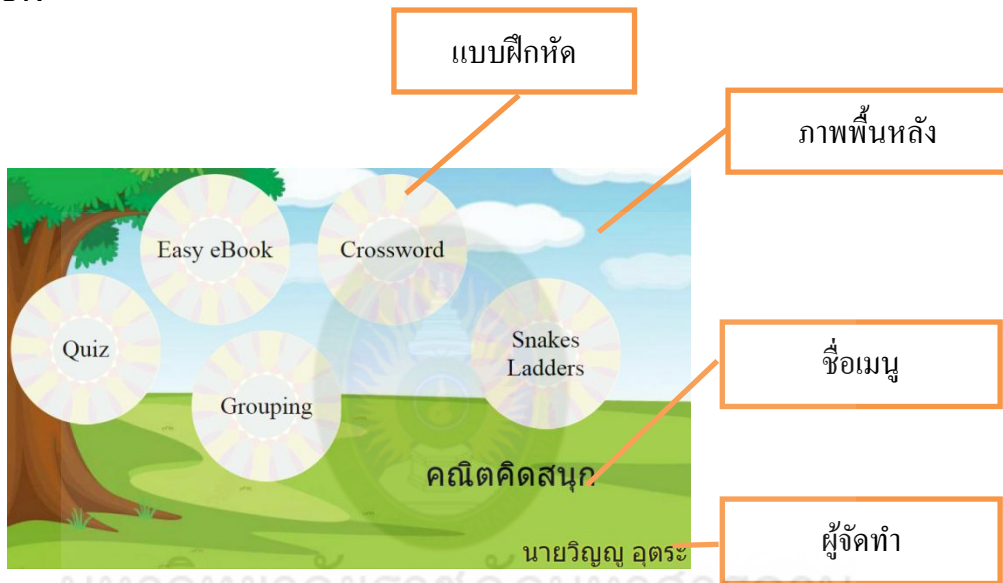 แบบฝึกหัด
ภาพพื้นหลัง
Easy eBook
Crossword
Quiz
Snakes
Ladders
Grouping
ชื่อเมนู
คณิตคิดสนุก
ผู้จัดทำ
นายวิญญู อุตระ